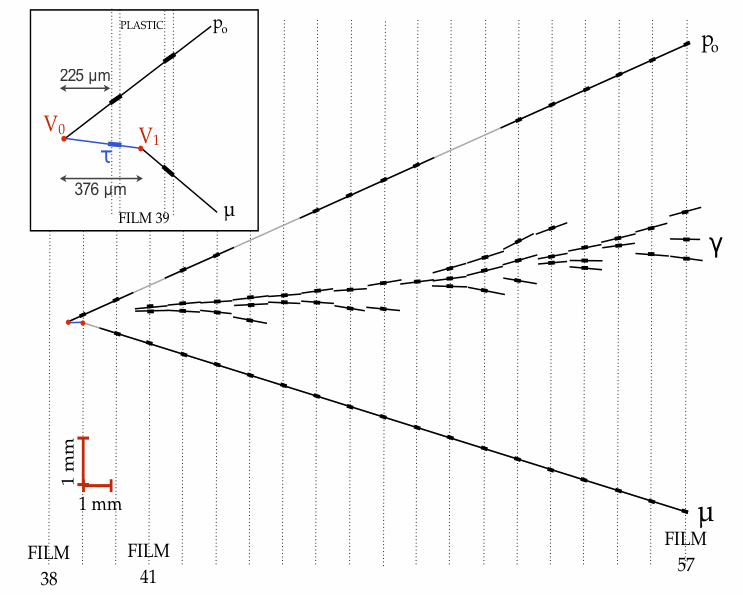 PLASTIC
p₀
225 μm
V₀
V₁
τ
376 μm
FILM 39
μ
p₀
γ
1 mm
1 mm
μ
FILM
38
FILM
41
FILM
57